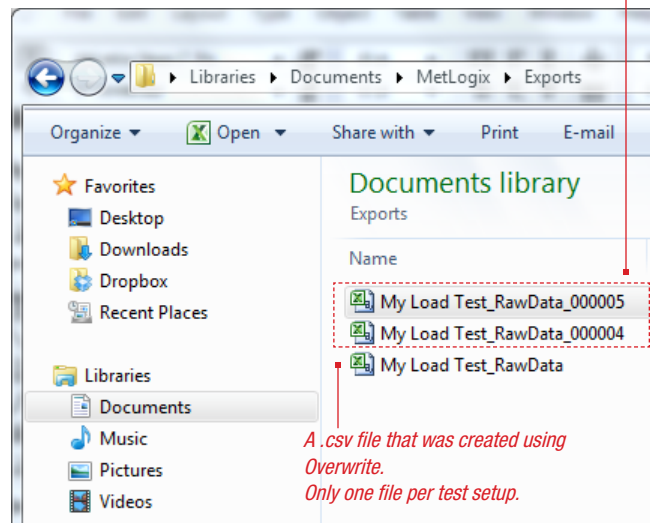 Libraries ▸ Documents ▸ MetLogix ▸ Exports
Organize Open Share with Print E-mail
Favorites
Desktop
Downloads
Dropbox
Recent Places
Libraries
Documents
Music
Pictures
Videos
Documents library
Exports
Name
My Load Test_RawData_000005
My Load Test_RawData_000004
My Load Test_RawData
A .csv file that was created using
Overwrite.
Only one file per test setup.